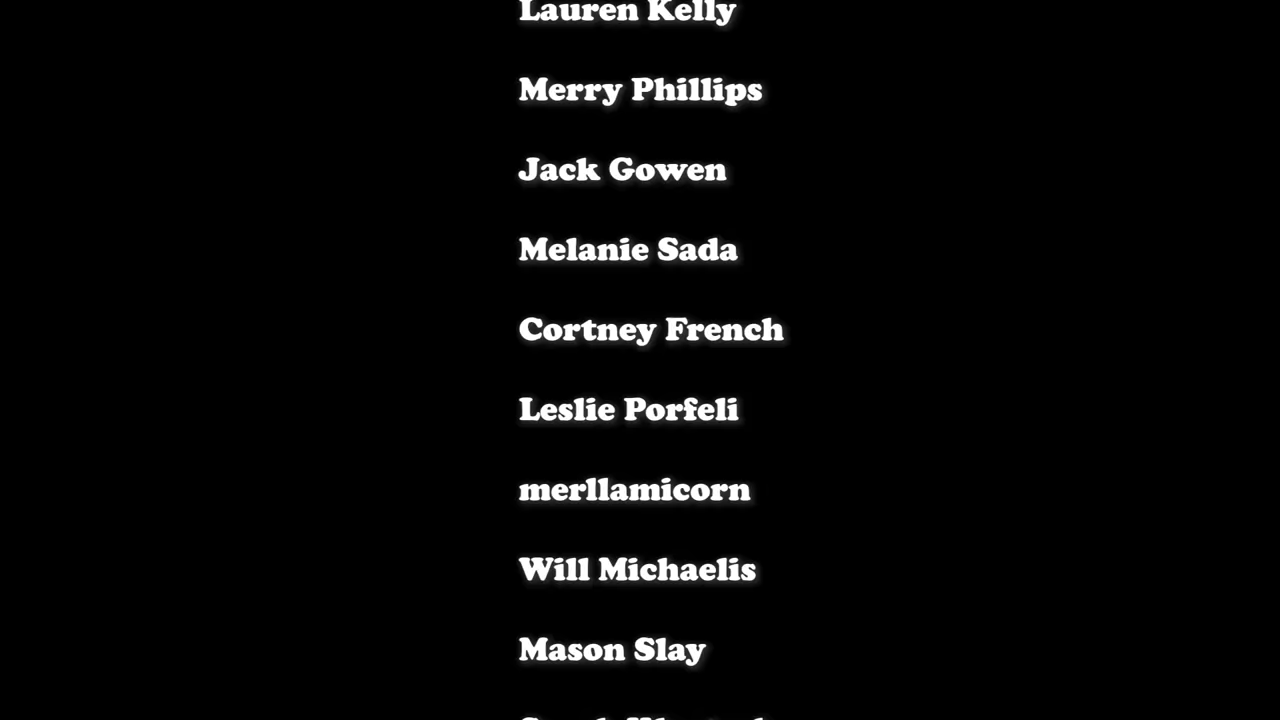 Lauren Kelly
Merry Phillips
Jack Gowen
Melanie Sada
Cortney French
Leslie Porfeli
merllamicorn
Will Michaelis
Mason Slay